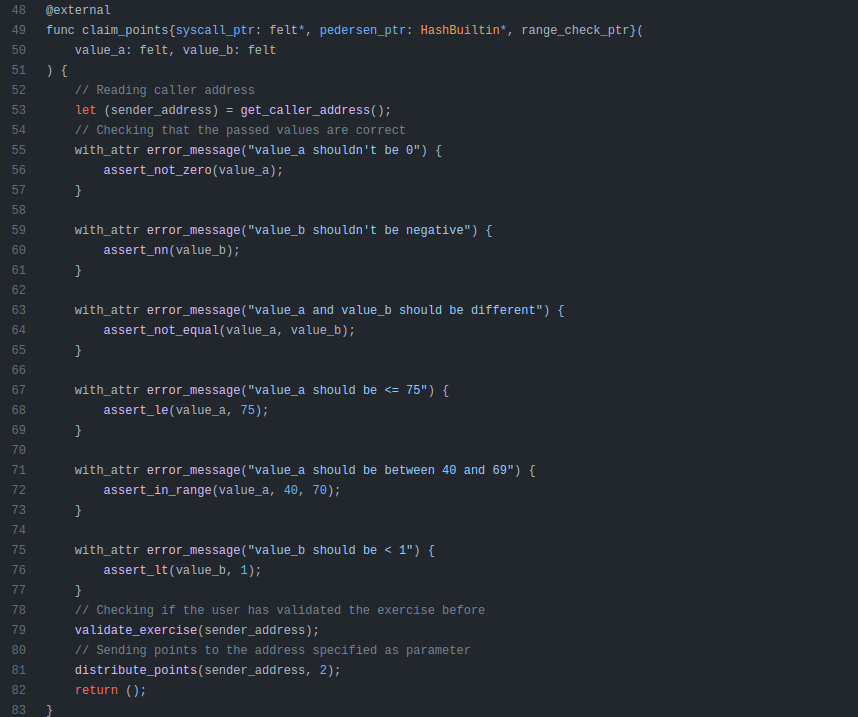 48 @external
49 func claim_points{syscall_ptr: felt*, pedersen_ptr: HashBuiltin*, range_check_ptr}(
50     value_a: felt, value_b: felt
51 ) {
52     // Reading caller address
53     let (sender_address) = get_caller_address();
54     // Checking that the passed values are correct
55     with_attr error_message("value_a shouldn't be 0") {
56         assert_not_zero(value_a);
57     }
58
59     with_attr error_message("value_b shouldn't be negative") {
60         assert_nn(value_b);
61     }
62
63     with_attr error_message("value_a and value_b should be different") {
64         assert_not_equal(value_a, value_b);
65     }
66
67     with_attr error_message("value_a should be <= 75") {
68         assert_le(value_a, 75);
69     }
70
71     with_attr error_message("value_a should be between 40 and 69") {
72         assert_in_range(value_a, 40, 70);
73     }
74
75     with_attr error_message("value_b should be < 1") {
76         assert_lt(value_b, 1);
77     }
78     // Checking if the user has validated the exercise before
79     validate_exercise(sender_address);
80     // Sending points to the address specified as parameter
81     distribute_points(sender_address, 2);
82     return ();
83 }